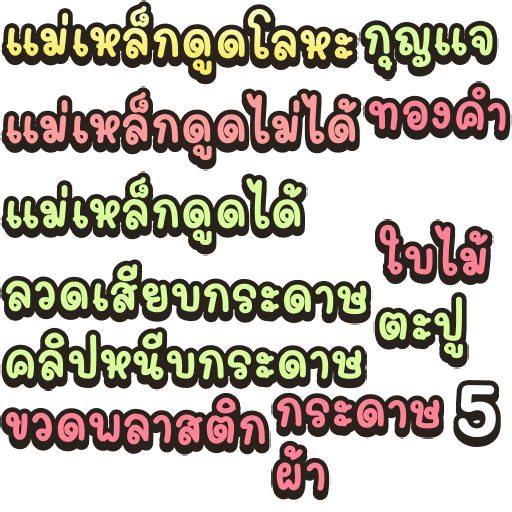 แม่เหล็กดูดโลหะ
กุญแจ
แม่เหล็กดูดไม่ได้
ทองคำ
แม่เหล็กดูดได้
ใบไม้
ลวดเสียบกระดาษ
ตะปู
คลิปหนีบกระดาษ
ขวดพลาสติก
กระดาษ
5
ผ้า